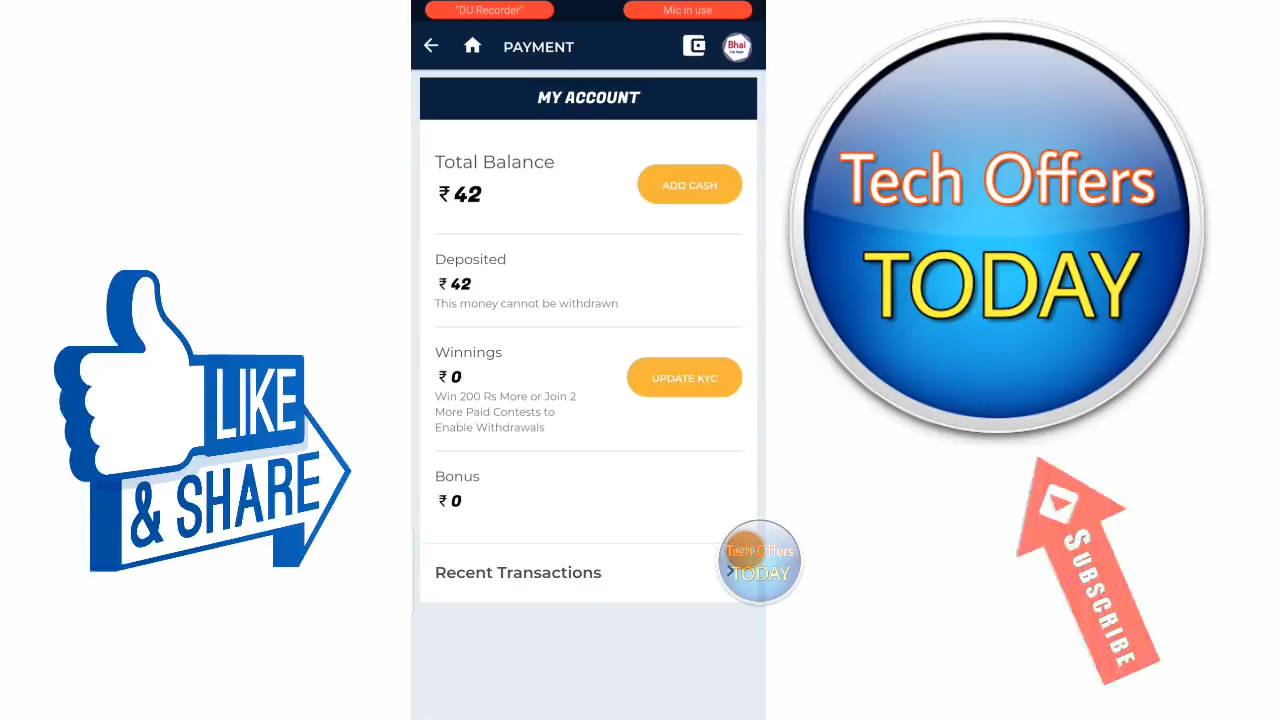 "DU Recorder"
Mic in use
PAYMENT
Bhai
MY ACCOUNT
Total Balance
₹ 42
ADD CASH
Deposited
₹ 42
This money cannot be withdrawn
Winnings
₹ 0
UPDATE KYC
Win 200 Rs More or Join 2
More Paid Contests to
Enable Withdrawals
Bonus
₹ 0
Recent Transactions
Tech Offers
TODAY
LIKE
& SHARE
Tech Offers
TODAY
SUBSCRIBE